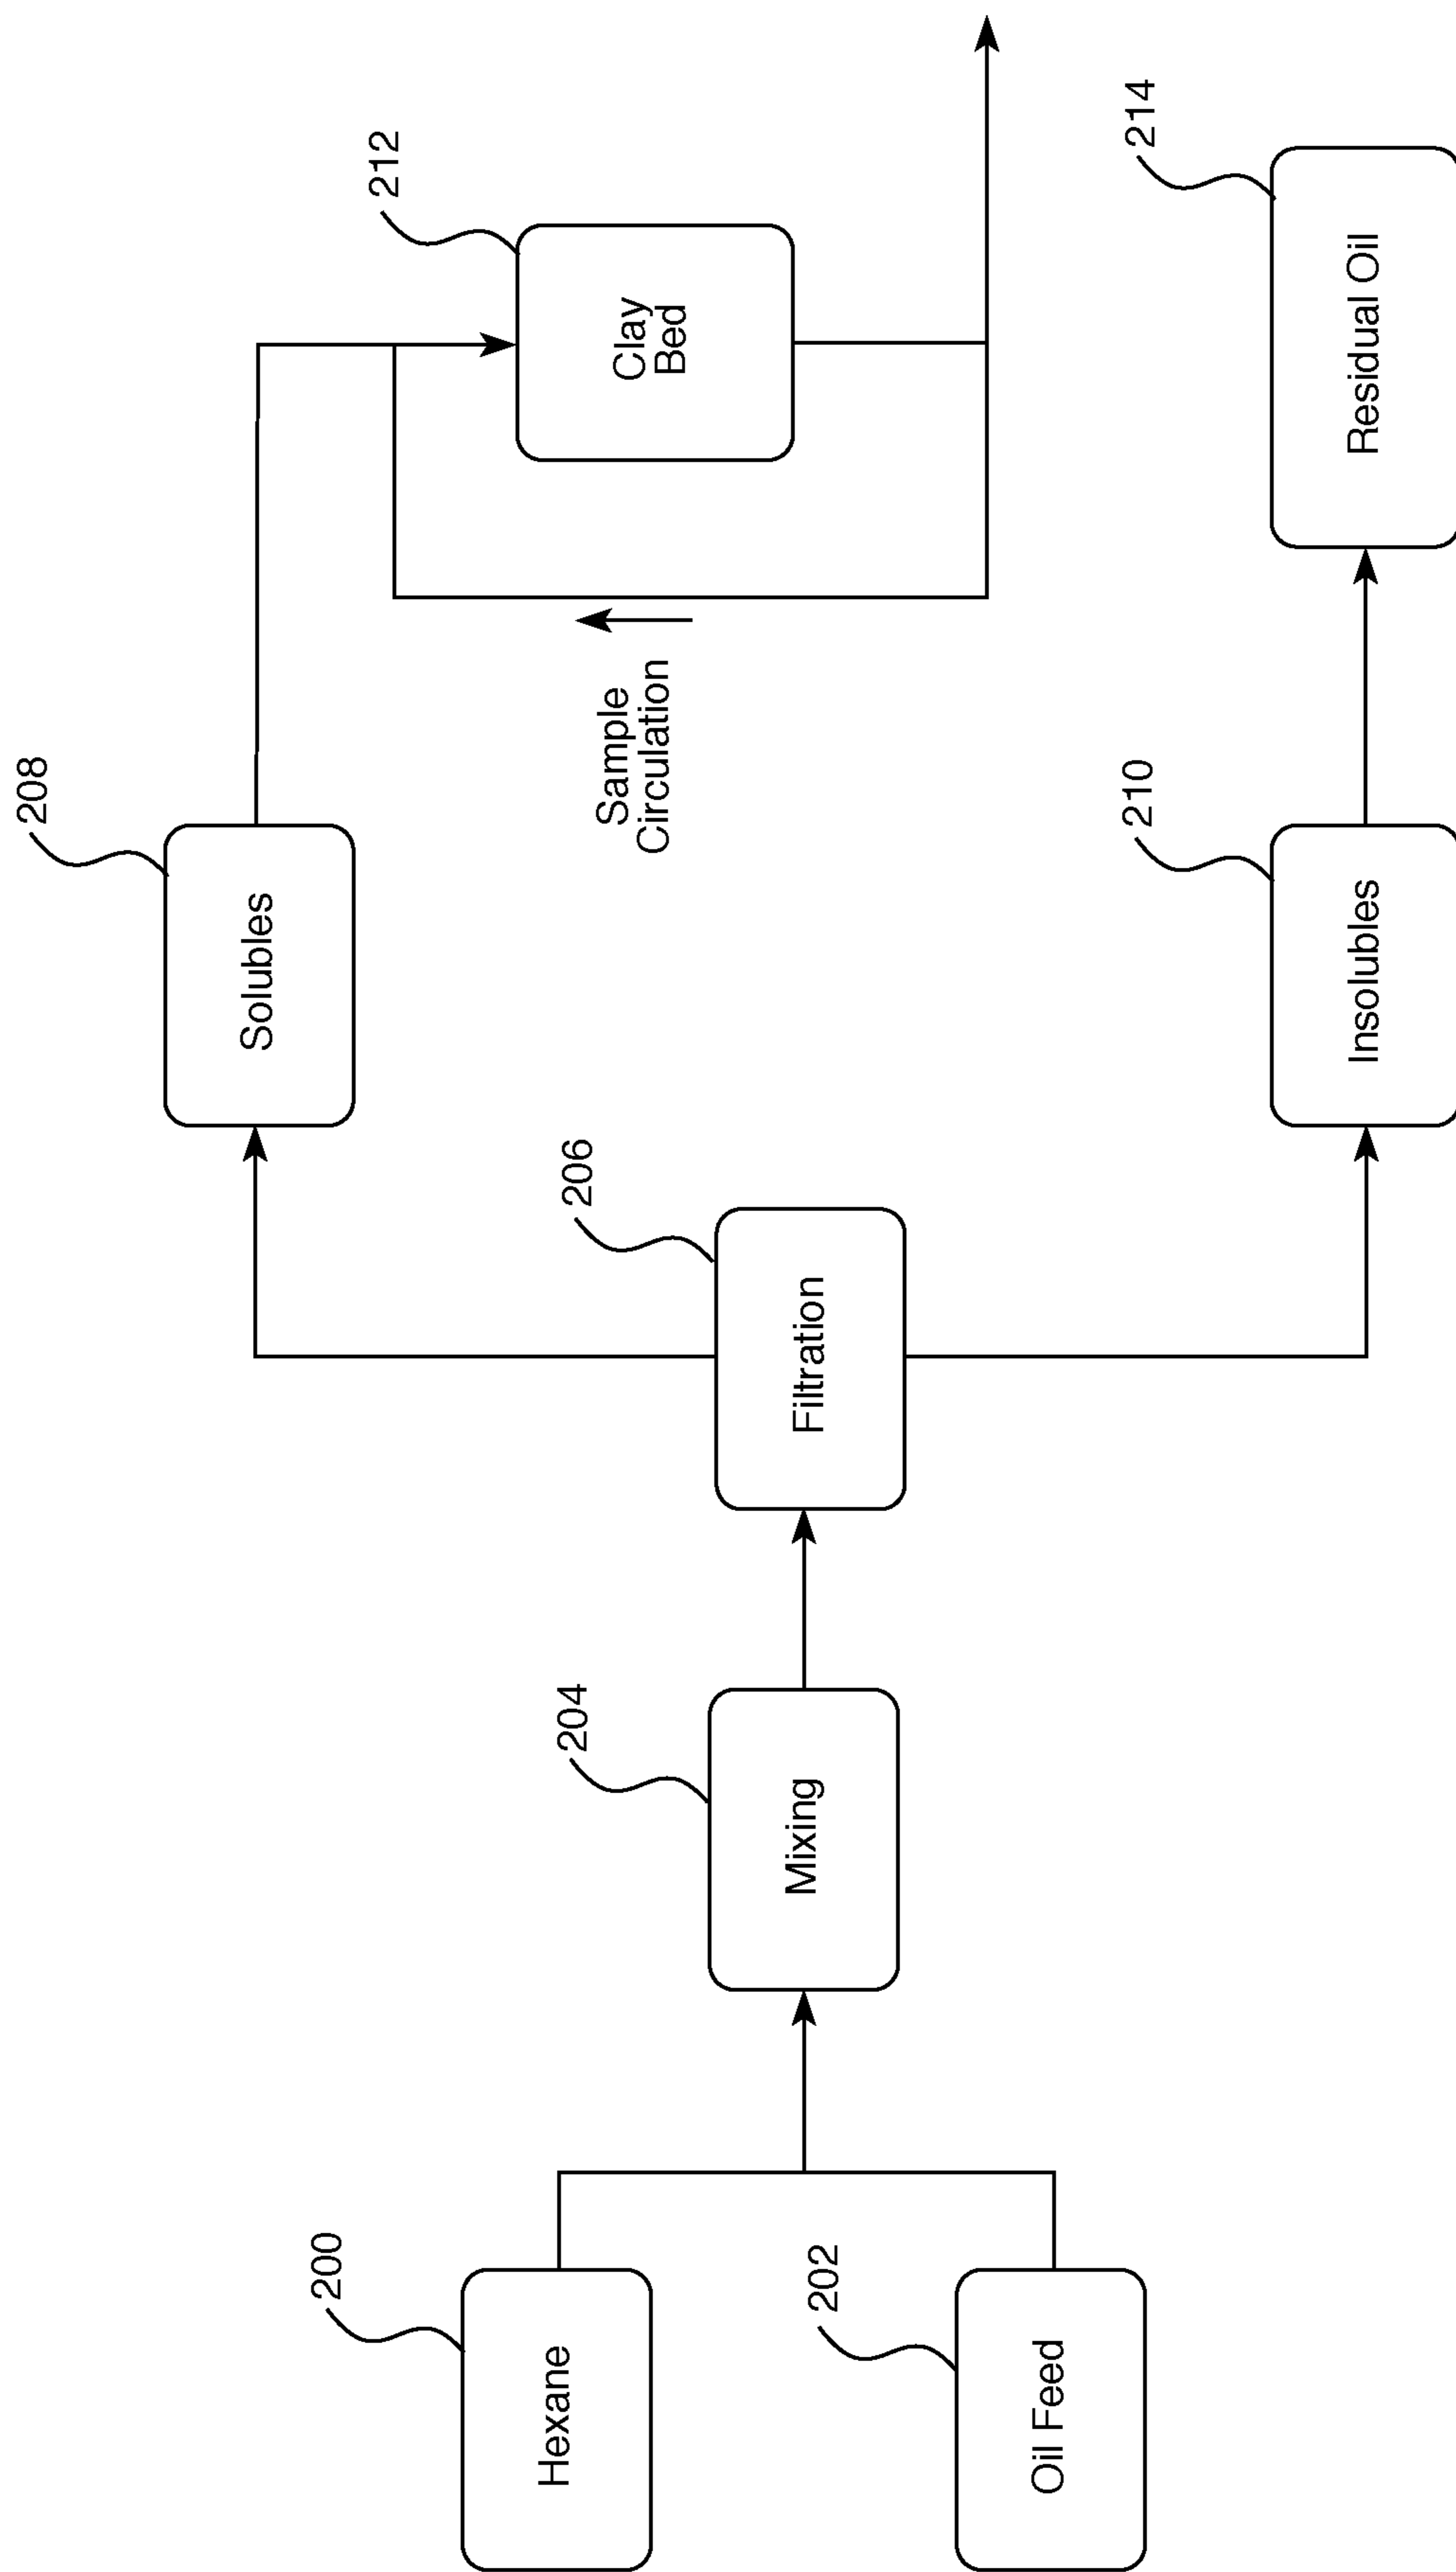 200
Hexane
202
Oil Feed
204
Mixing
206
Filtration
208
Solubles
210
Insolubles
Sample
Circulation
212
Clay
Bed
214
Residual Oil